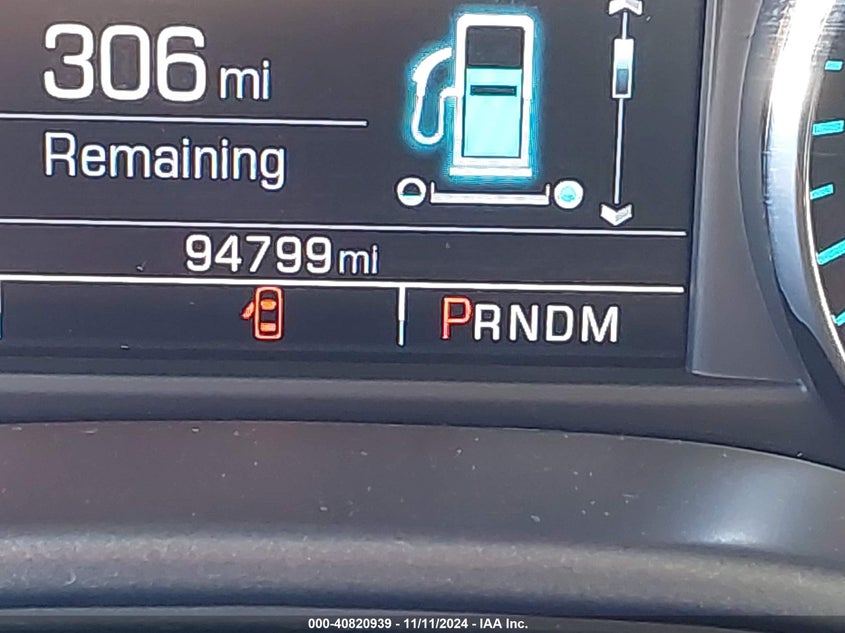 306 mi
Remaining
94799 mi
PRNDM
000-40820939 - 11/11/2024 - IAA Inc.